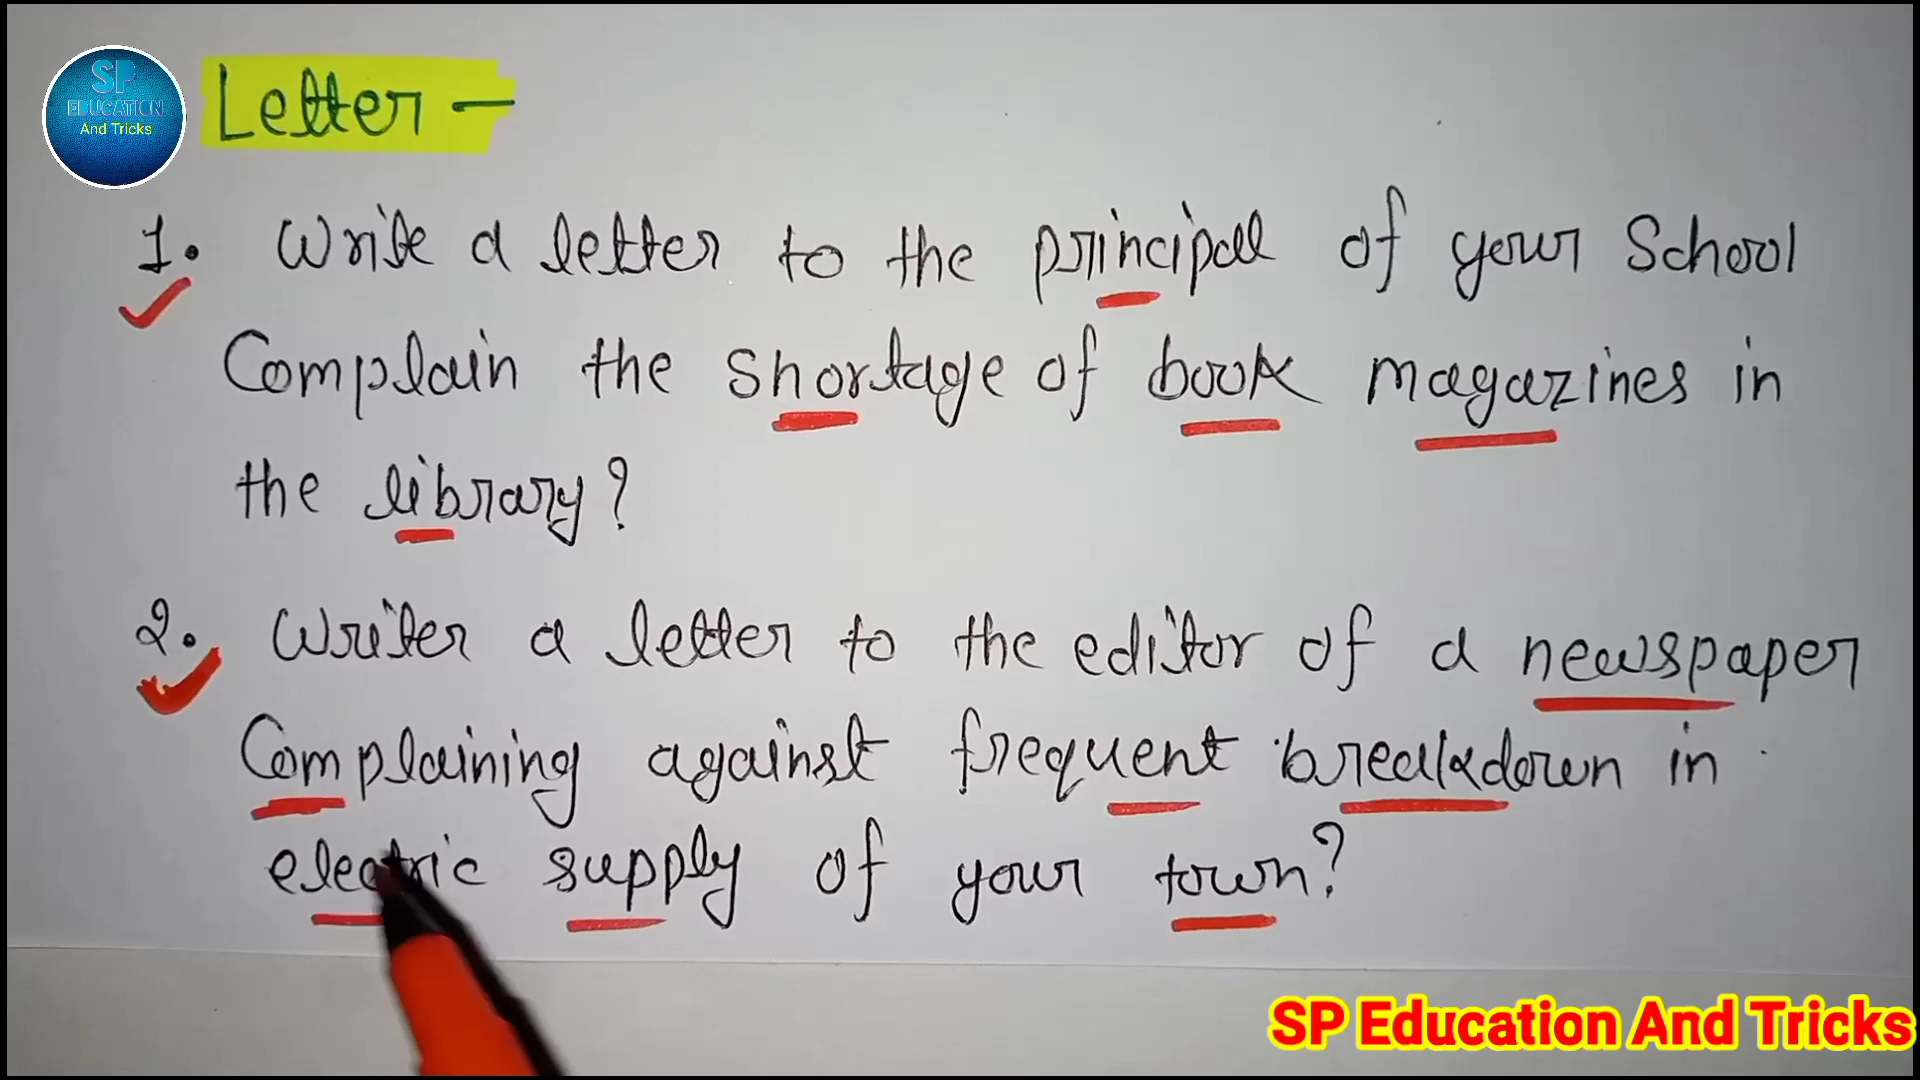 SP
EDUCATION
And Tricks
Letter -
1. Write a letter to the principal of your School
Complain the shortage of book magazines in
the library?
2. Writer a letter to the editor of a newspaper
Complaining against frequent breakdown in
electric supply of your town?
SP Education And Tricks